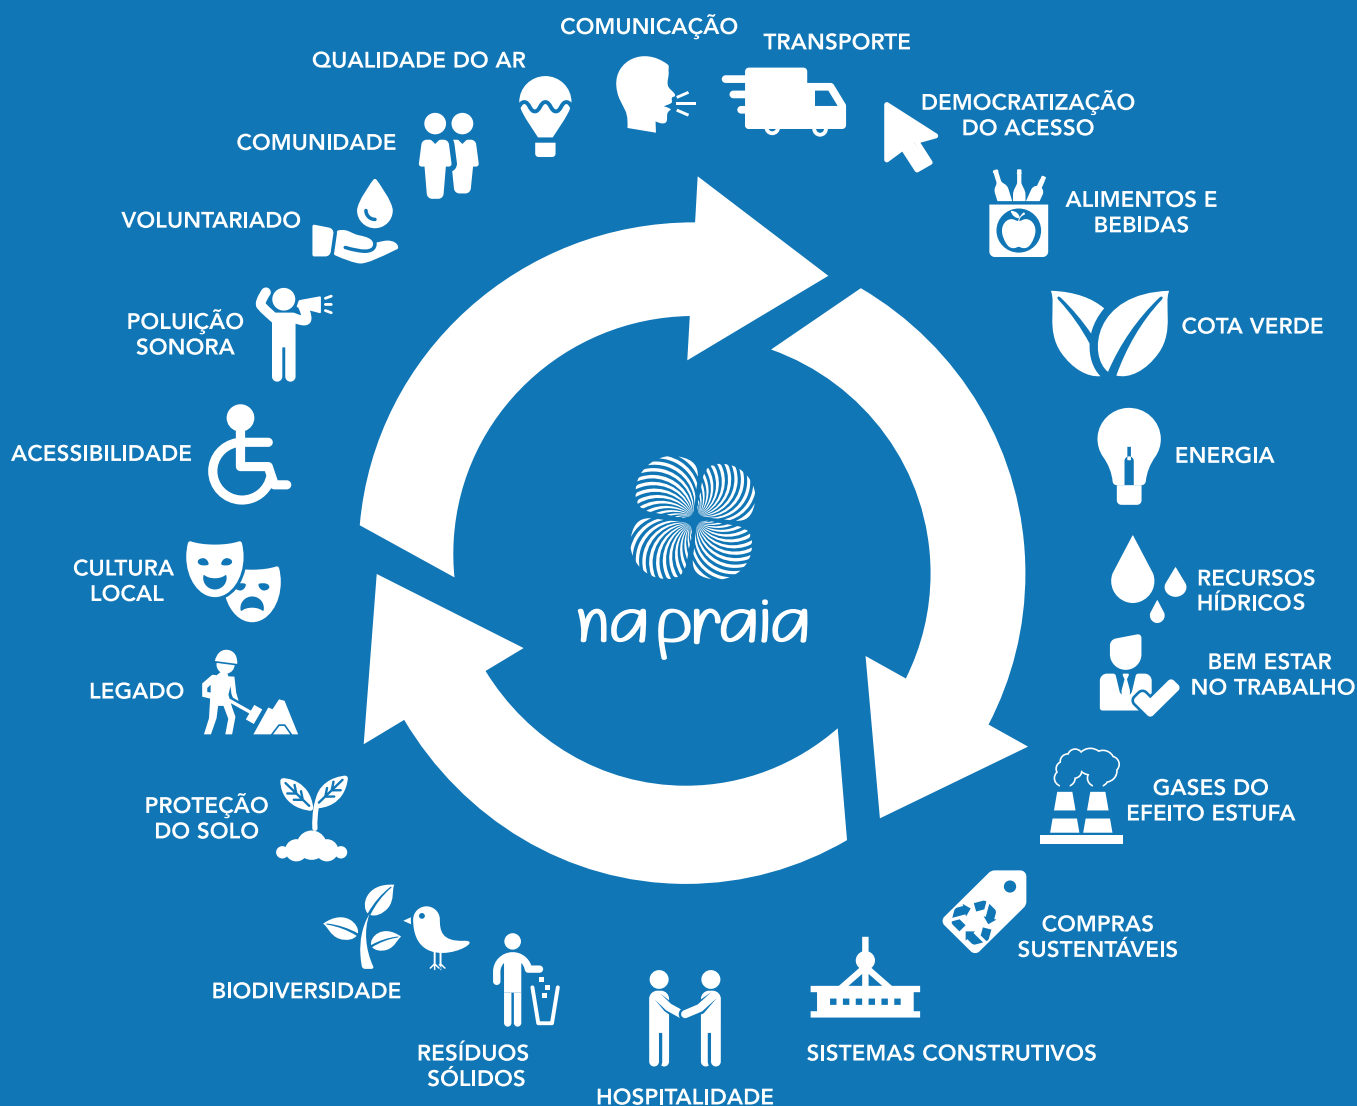 COMUNICAÇÃO
TRANSPORTE
DEMOCRATIZAÇÃO
DO ACESSO
ALIMENTOS E
BEBIDAS
COTA VERDE
ENERGIA
RECURSOS
HÍDRICOS
BEM ESTAR
NO TRABALHO
GASES DO
EFEITO ESTUFA
COMPRAS
SUSTENTÁVEIS
SISTEMAS CONSTRUTIVOS
HOSPITALIDADE
RESÍDUOS
SÓLIDOS
BIODIVERSIDADE
PROTEÇÃO
DO SOLO
LEGADO
CULTURA
LOCAL
ACESSIBILIDADE
POLUIÇÃO
SONORA
VOLUNTARIADO
COMUNIDADE
QUALIDADE DO AR
na praia